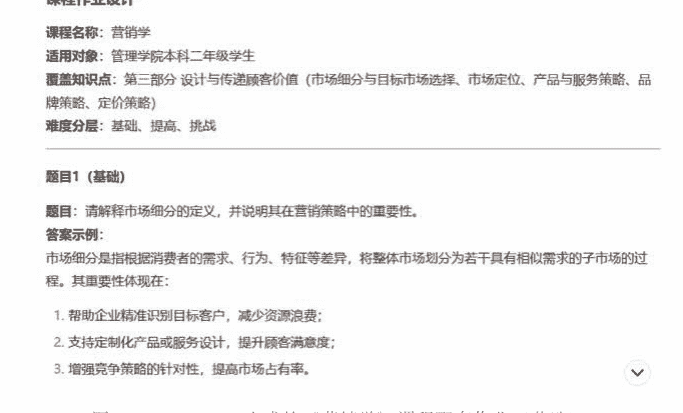 课程作业设计
课程名称：营销学
适用对象：管理学院本科二年级学生
覆盖知识点：第三部分 设计与传递顾客价值（市场细分与目标市场选择、市场定位、产品与服务策略、品
牌策略、定价策略）
难度分层：基础、提高、挑战
题目1（基础）
题目：请解释市场细分的定义，并说明其在营销策略中的重要性。
答案示例：
市场细分是指根据消费者的需求、行为、特征等差异，将整体市场划分为若干具有相似需求的子市场的过
程。其重要性体现在：
1. 帮助企业精准识别目标客户，减少资源浪费；
2. 支持定制化产品或服务设计，提升顾客满意度；
3. 增强竞争策略的针对性，提高市场占有率。